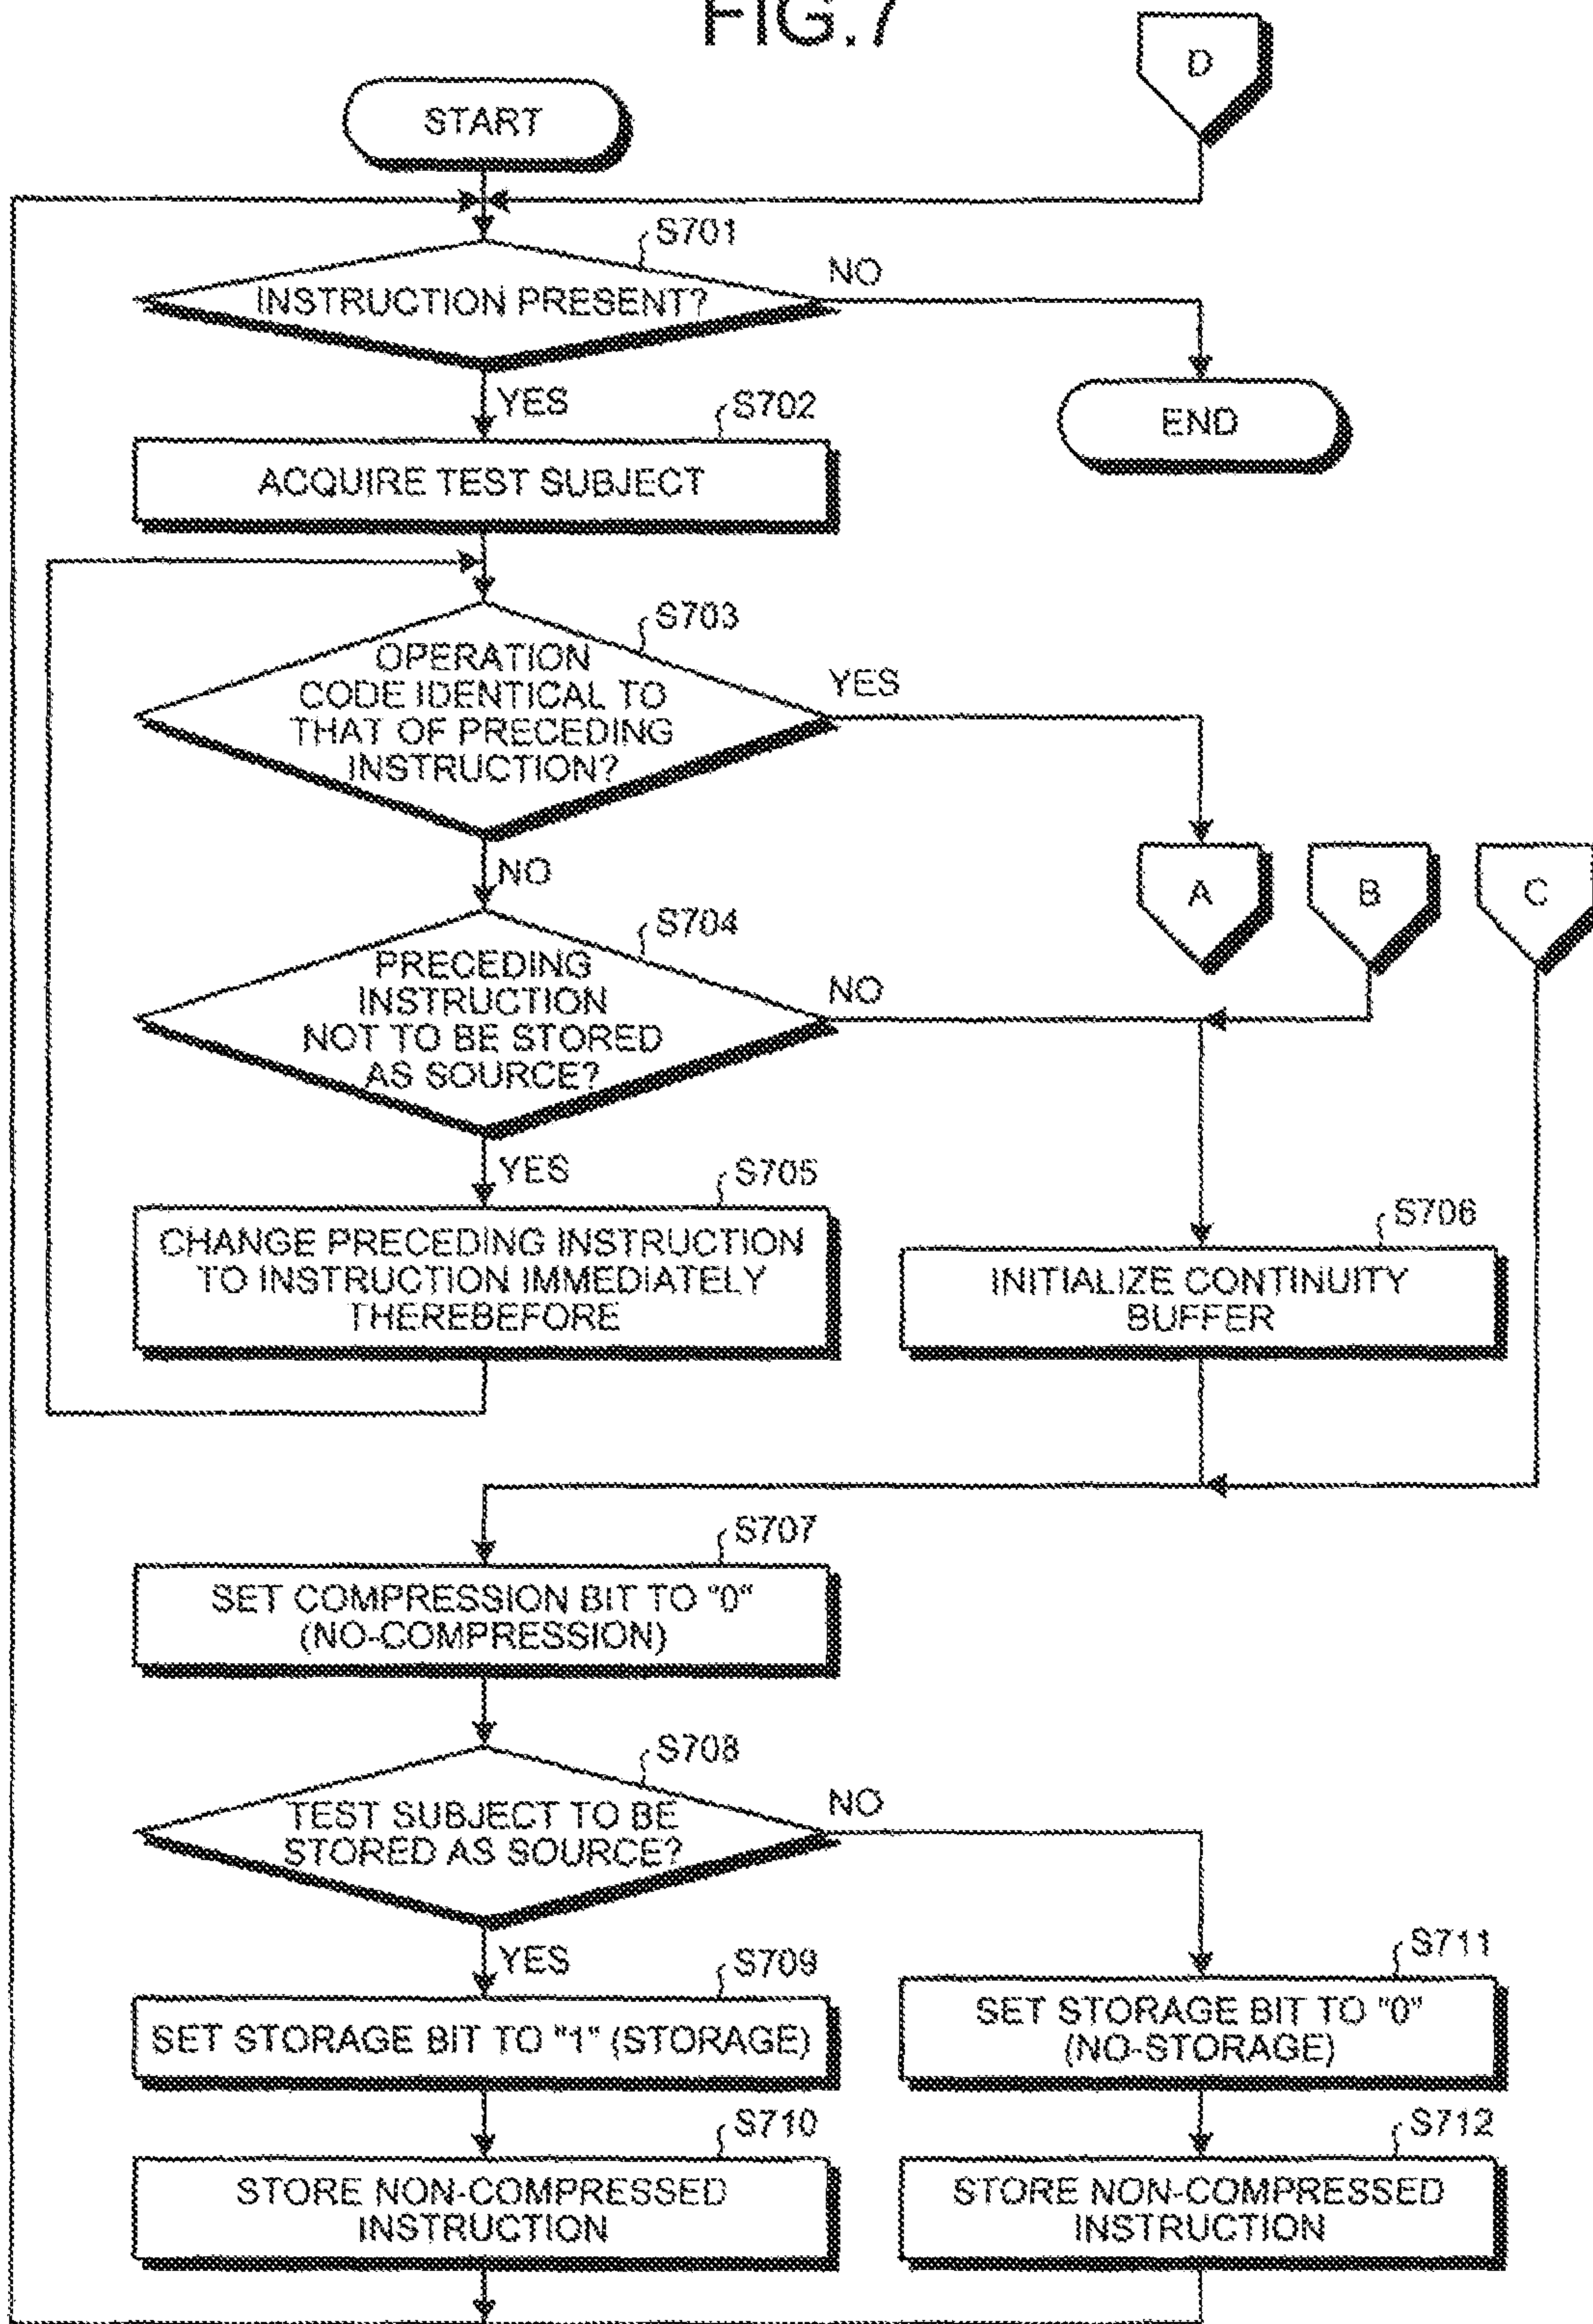 FIG.7
D
START
S701
INSTRUCTION PRESENT?
NO
YES
END
S702
ACQUIRE TEST SUBJECT
S703
OPERATION
CODE IDENTICAL TO
THAT OF PRECEDING
INSTRUCTION?
YES
NO
A
B
C
S704
PRECEDING
INSTRUCTION
NOT TO BE STORED
AS SOURCE?
NO
YES
S705
CHANGE PRECEDING INSTRUCTION
TO INSTRUCTION IMMEDIATELY
THEREBEFORE
S706
INITIALIZE CONTINUITY
BUFFER
S707
SET COMPRESSION BIT TO "0"
(NO-COMPRESSION)
S708
TEST SUBJECT TO BE
STORED AS SOURCE?
NO
YES
S709
SET STORAGE BIT TO "1" (STORAGE)
S711
SET STORAGE BIT TO "0"
(NO-STORAGE)
S710
STORE NON-COMPRESSED
INSTRUCTION
S712
STORE NON-COMPRESSED
INSTRUCTION